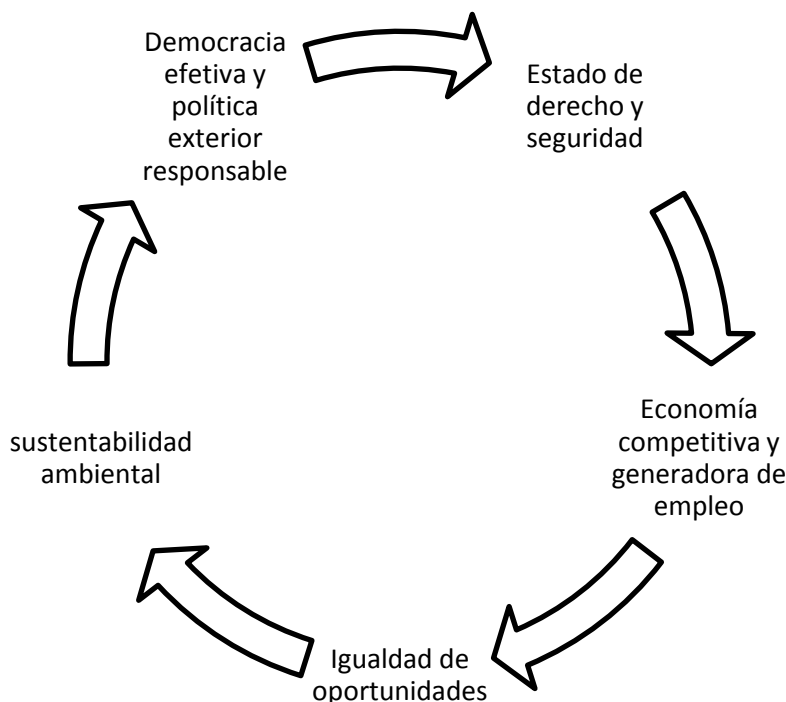 Democracia
efetiva y
política
exterior
responsable
Estado de
derecho y
seguridad
Economía
competitiva y
generadora de
empleo
Igualdad de
oportunidades
sustentabilidad
ambiental